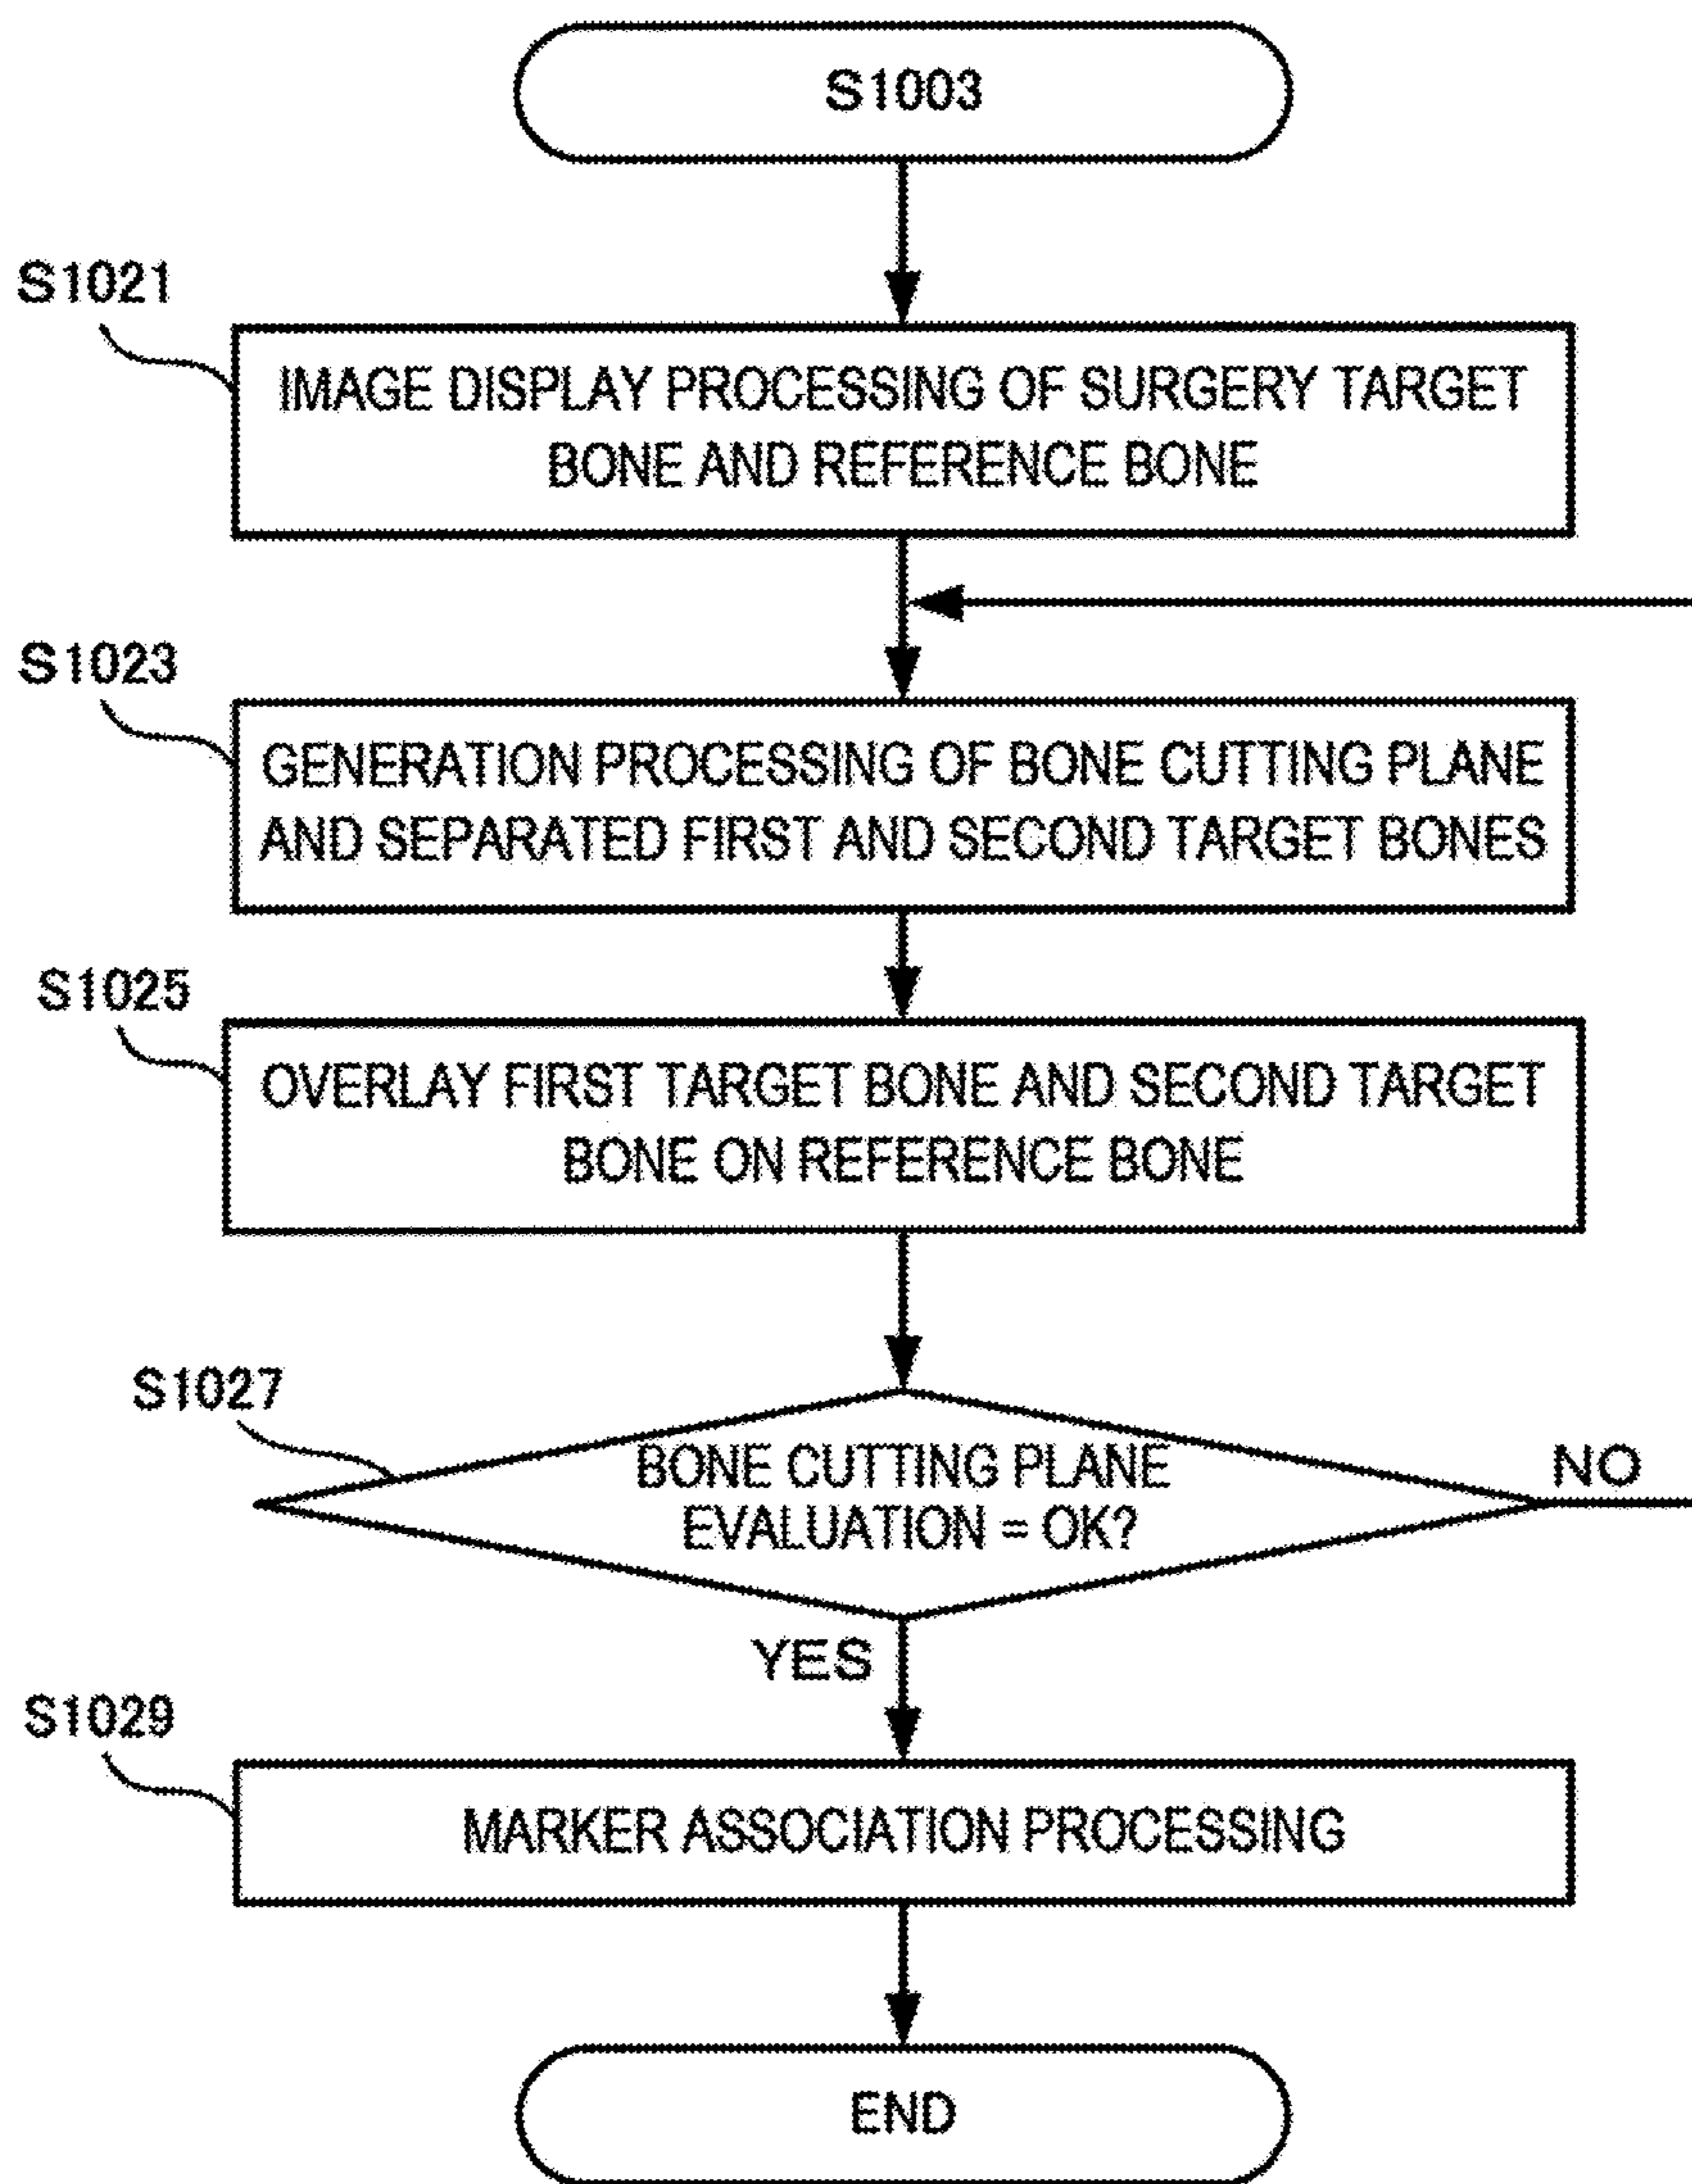 S1003
S1021
IMAGE DISPLAY PROCESSING OF SURGERY TARGET
BONE AND REFERENCE BONE
S1023
GENERATION PROCESSING OF BONE CUTTING PLANE
AND SEPARATED FIRST AND SECOND TARGET BONES
S1025
OVERLAY FIRST TARGET BONE AND SECOND TARGET
BONE ON REFERENCE BONE
S1027
BONE CUTTING PLANE
EVALUATION = OK?
NO
YES
S1029
MARKER ASSOCIATION PROCESSING
END